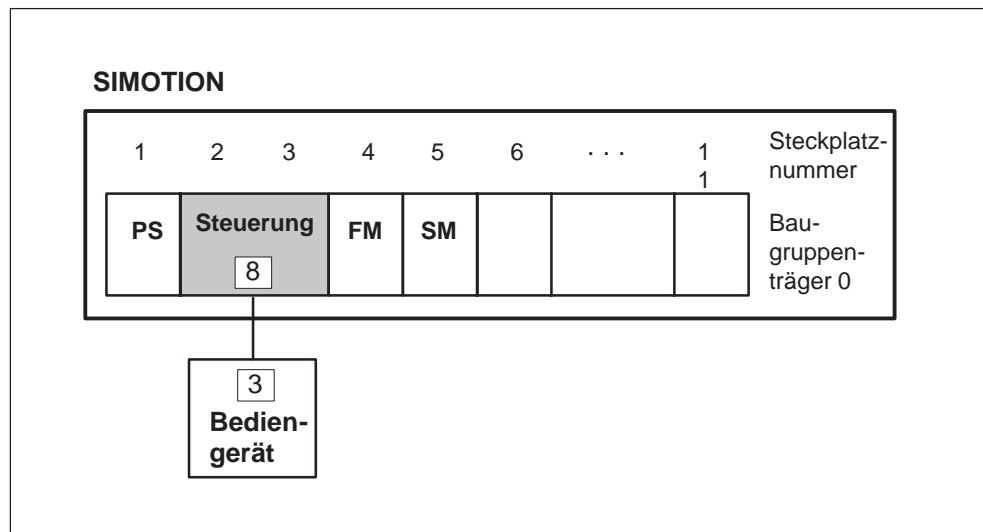 SIMOTION
1 2 3 4 5 6 . . . 1
1
Steckplatz-
nummer
PS Steuerung FM SM
8
Bau-
gruppen-
träger 0
3
Bedien-
gerät